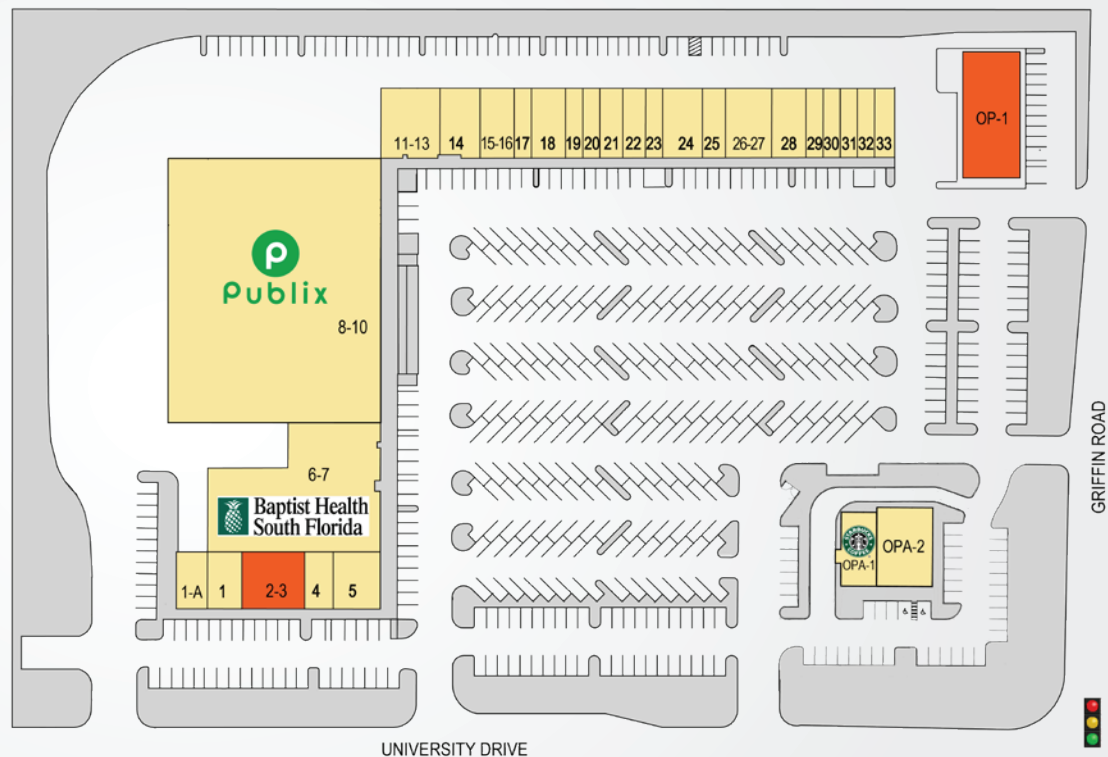 OP-1
11-13
14
15-16
17
18
19
20
21
22
23
24
25
26-27
28
29
30
31
32
33
P
Publix
8-10
GRIFFIN ROAD
6-7
Baptist Health
South Florida
OPA-1
OPA-2
1-A
1
2-3
4
5
UNIVERSITY DRIVE